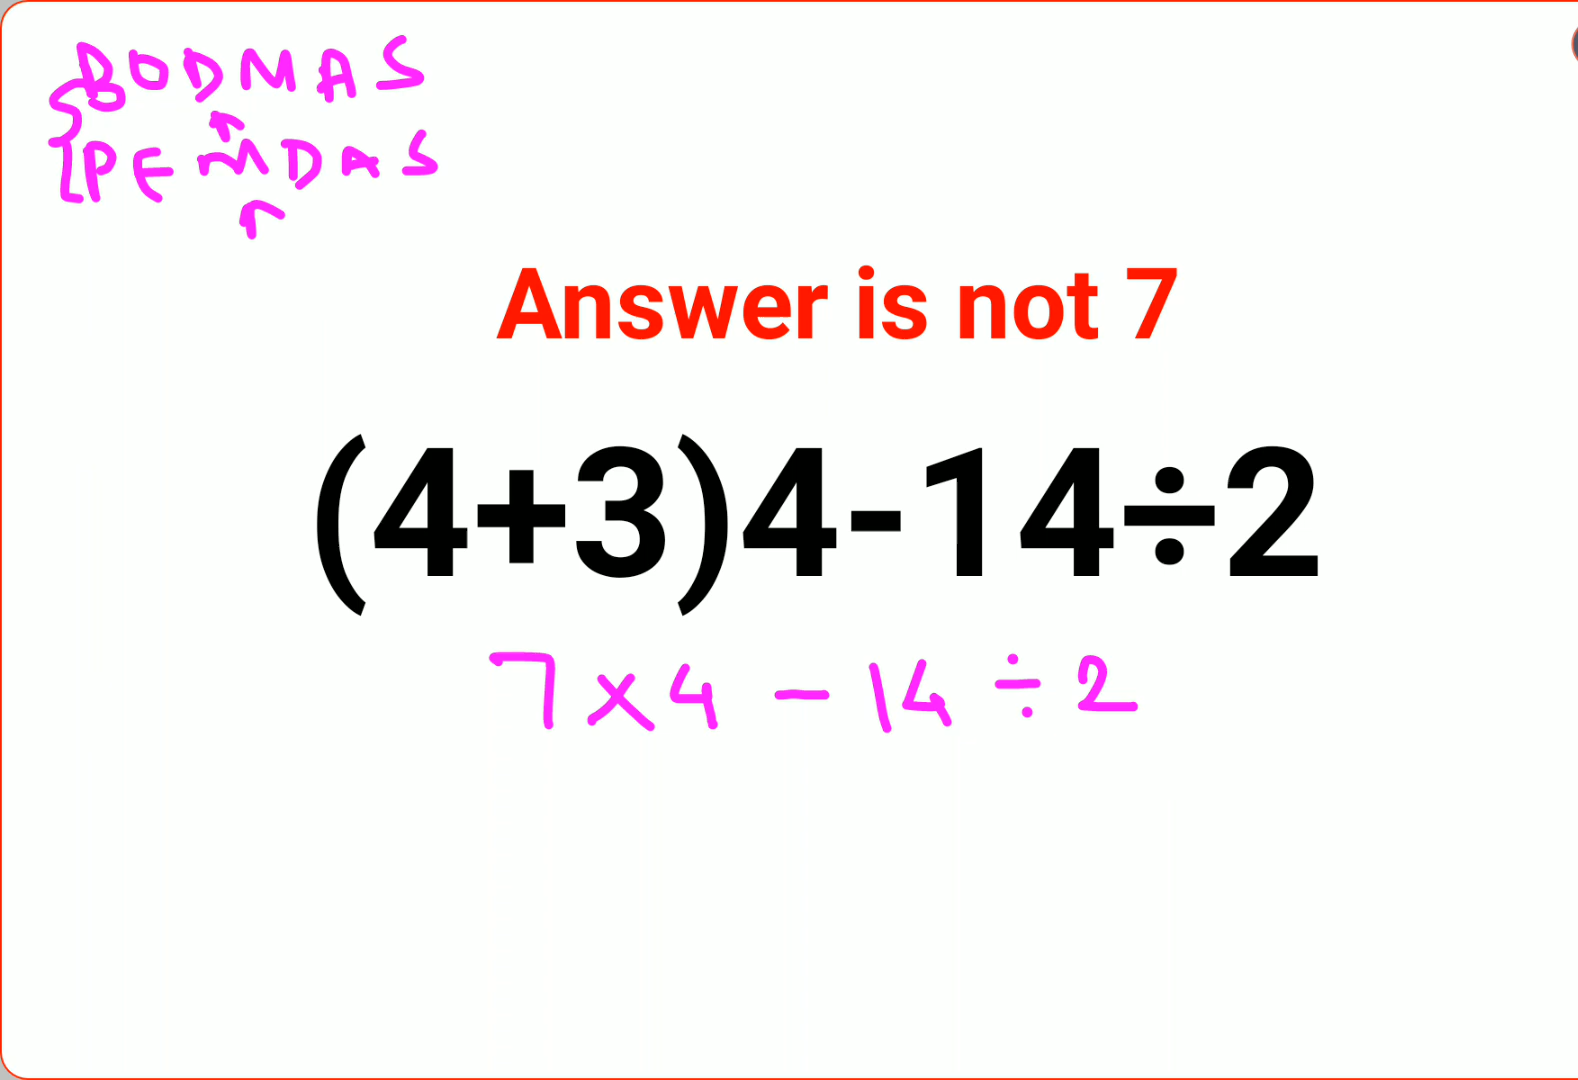 BODMAS
PEMDAS
Answer is not 7
(4+3)4-14÷2
7×4-14÷2